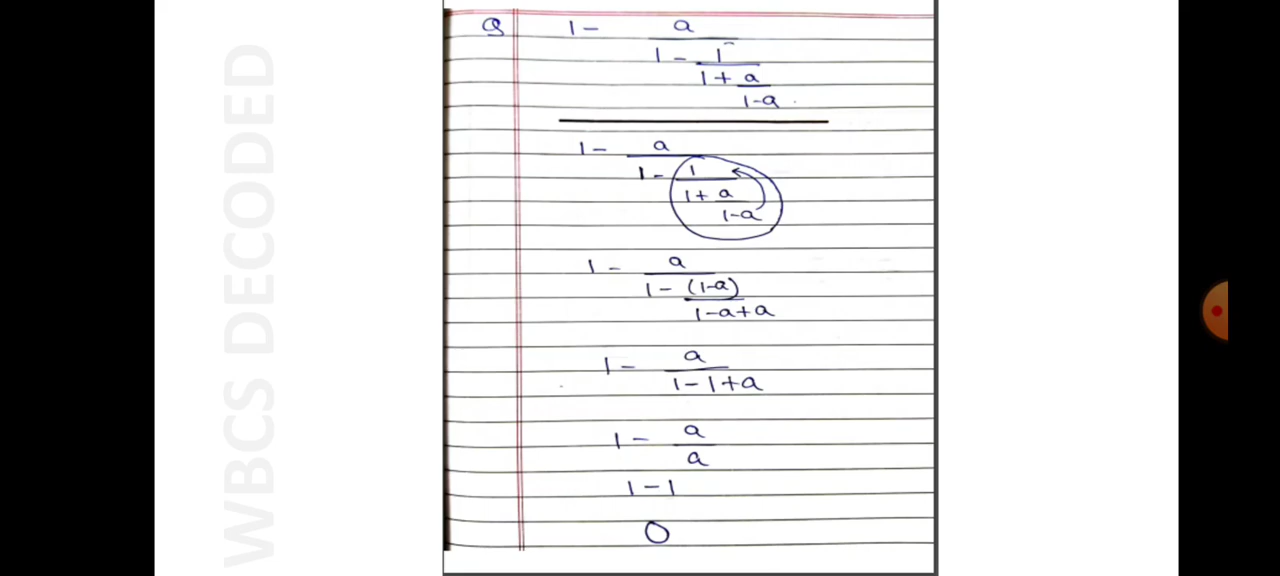 WBCS DECODED
Q 1 - a
1 - 1
1 + a
1-a
1 - a
1 - 1
1 + a
1-a
1 - a
1 - (1-a)
1-a+a
1 - a
1-1+a
1 - a
a
1-1
0